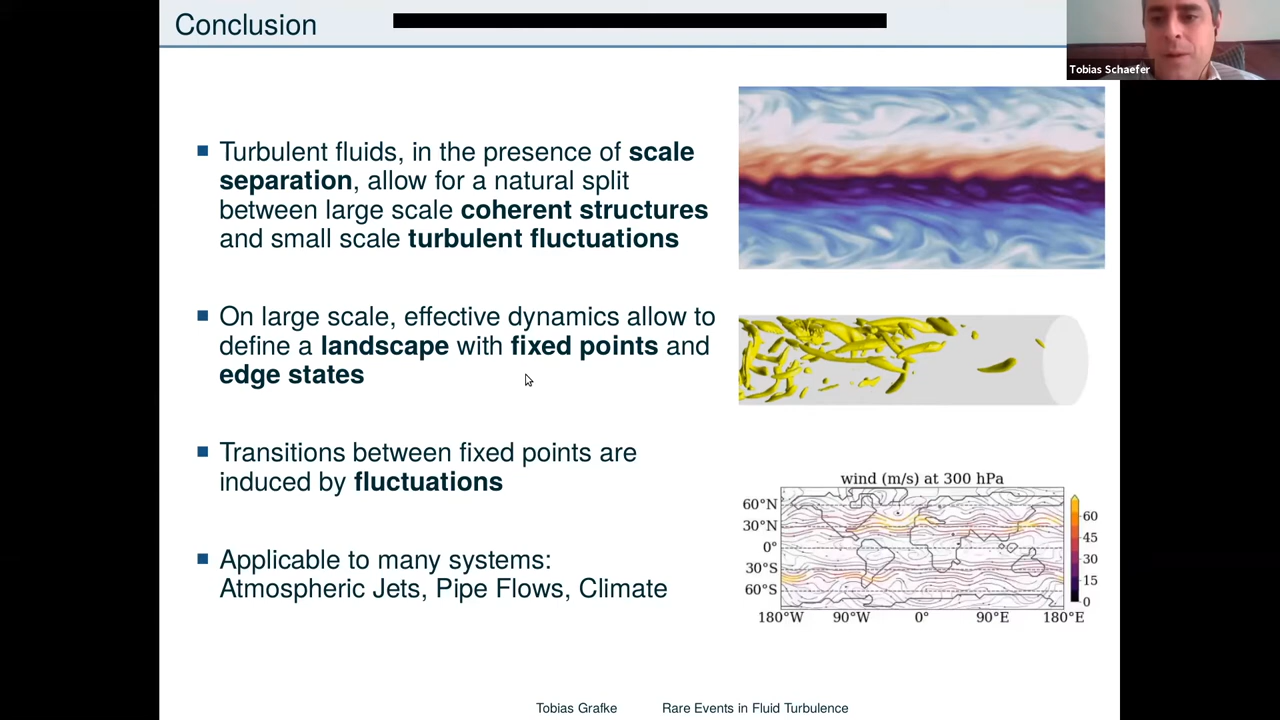 Conclusion
Tobias Schaefer
Turbulent fluids, in the presence of scale
separation, allow for a natural split
between large scale coherent structures
and small scale turbulent fluctuations
On large scale, effective dynamics allow to
define a landscape with fixed points and
edge states
Transitions between fixed points are
induced by fluctuations
Applicable to many systems:
Atmospheric Jets, Pipe Flows, Climate
wind (m/s) at 300 hPa
60°N
30°N
0°
30°S
60°S
180°W 90°W 0° 90°E 180°E
60
45
30
15
0
Tobias Grafke Rare Events in Fluid Turbulence